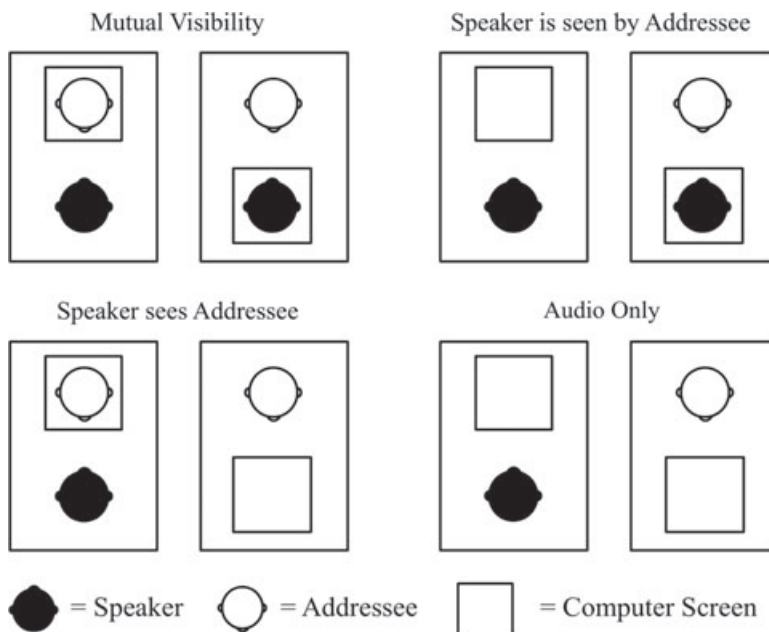 Mutual Visibility
Speaker is seen by Addressee
Speaker sees Addressee
Audio Only
= Speaker
= Addressee
= Computer Screen